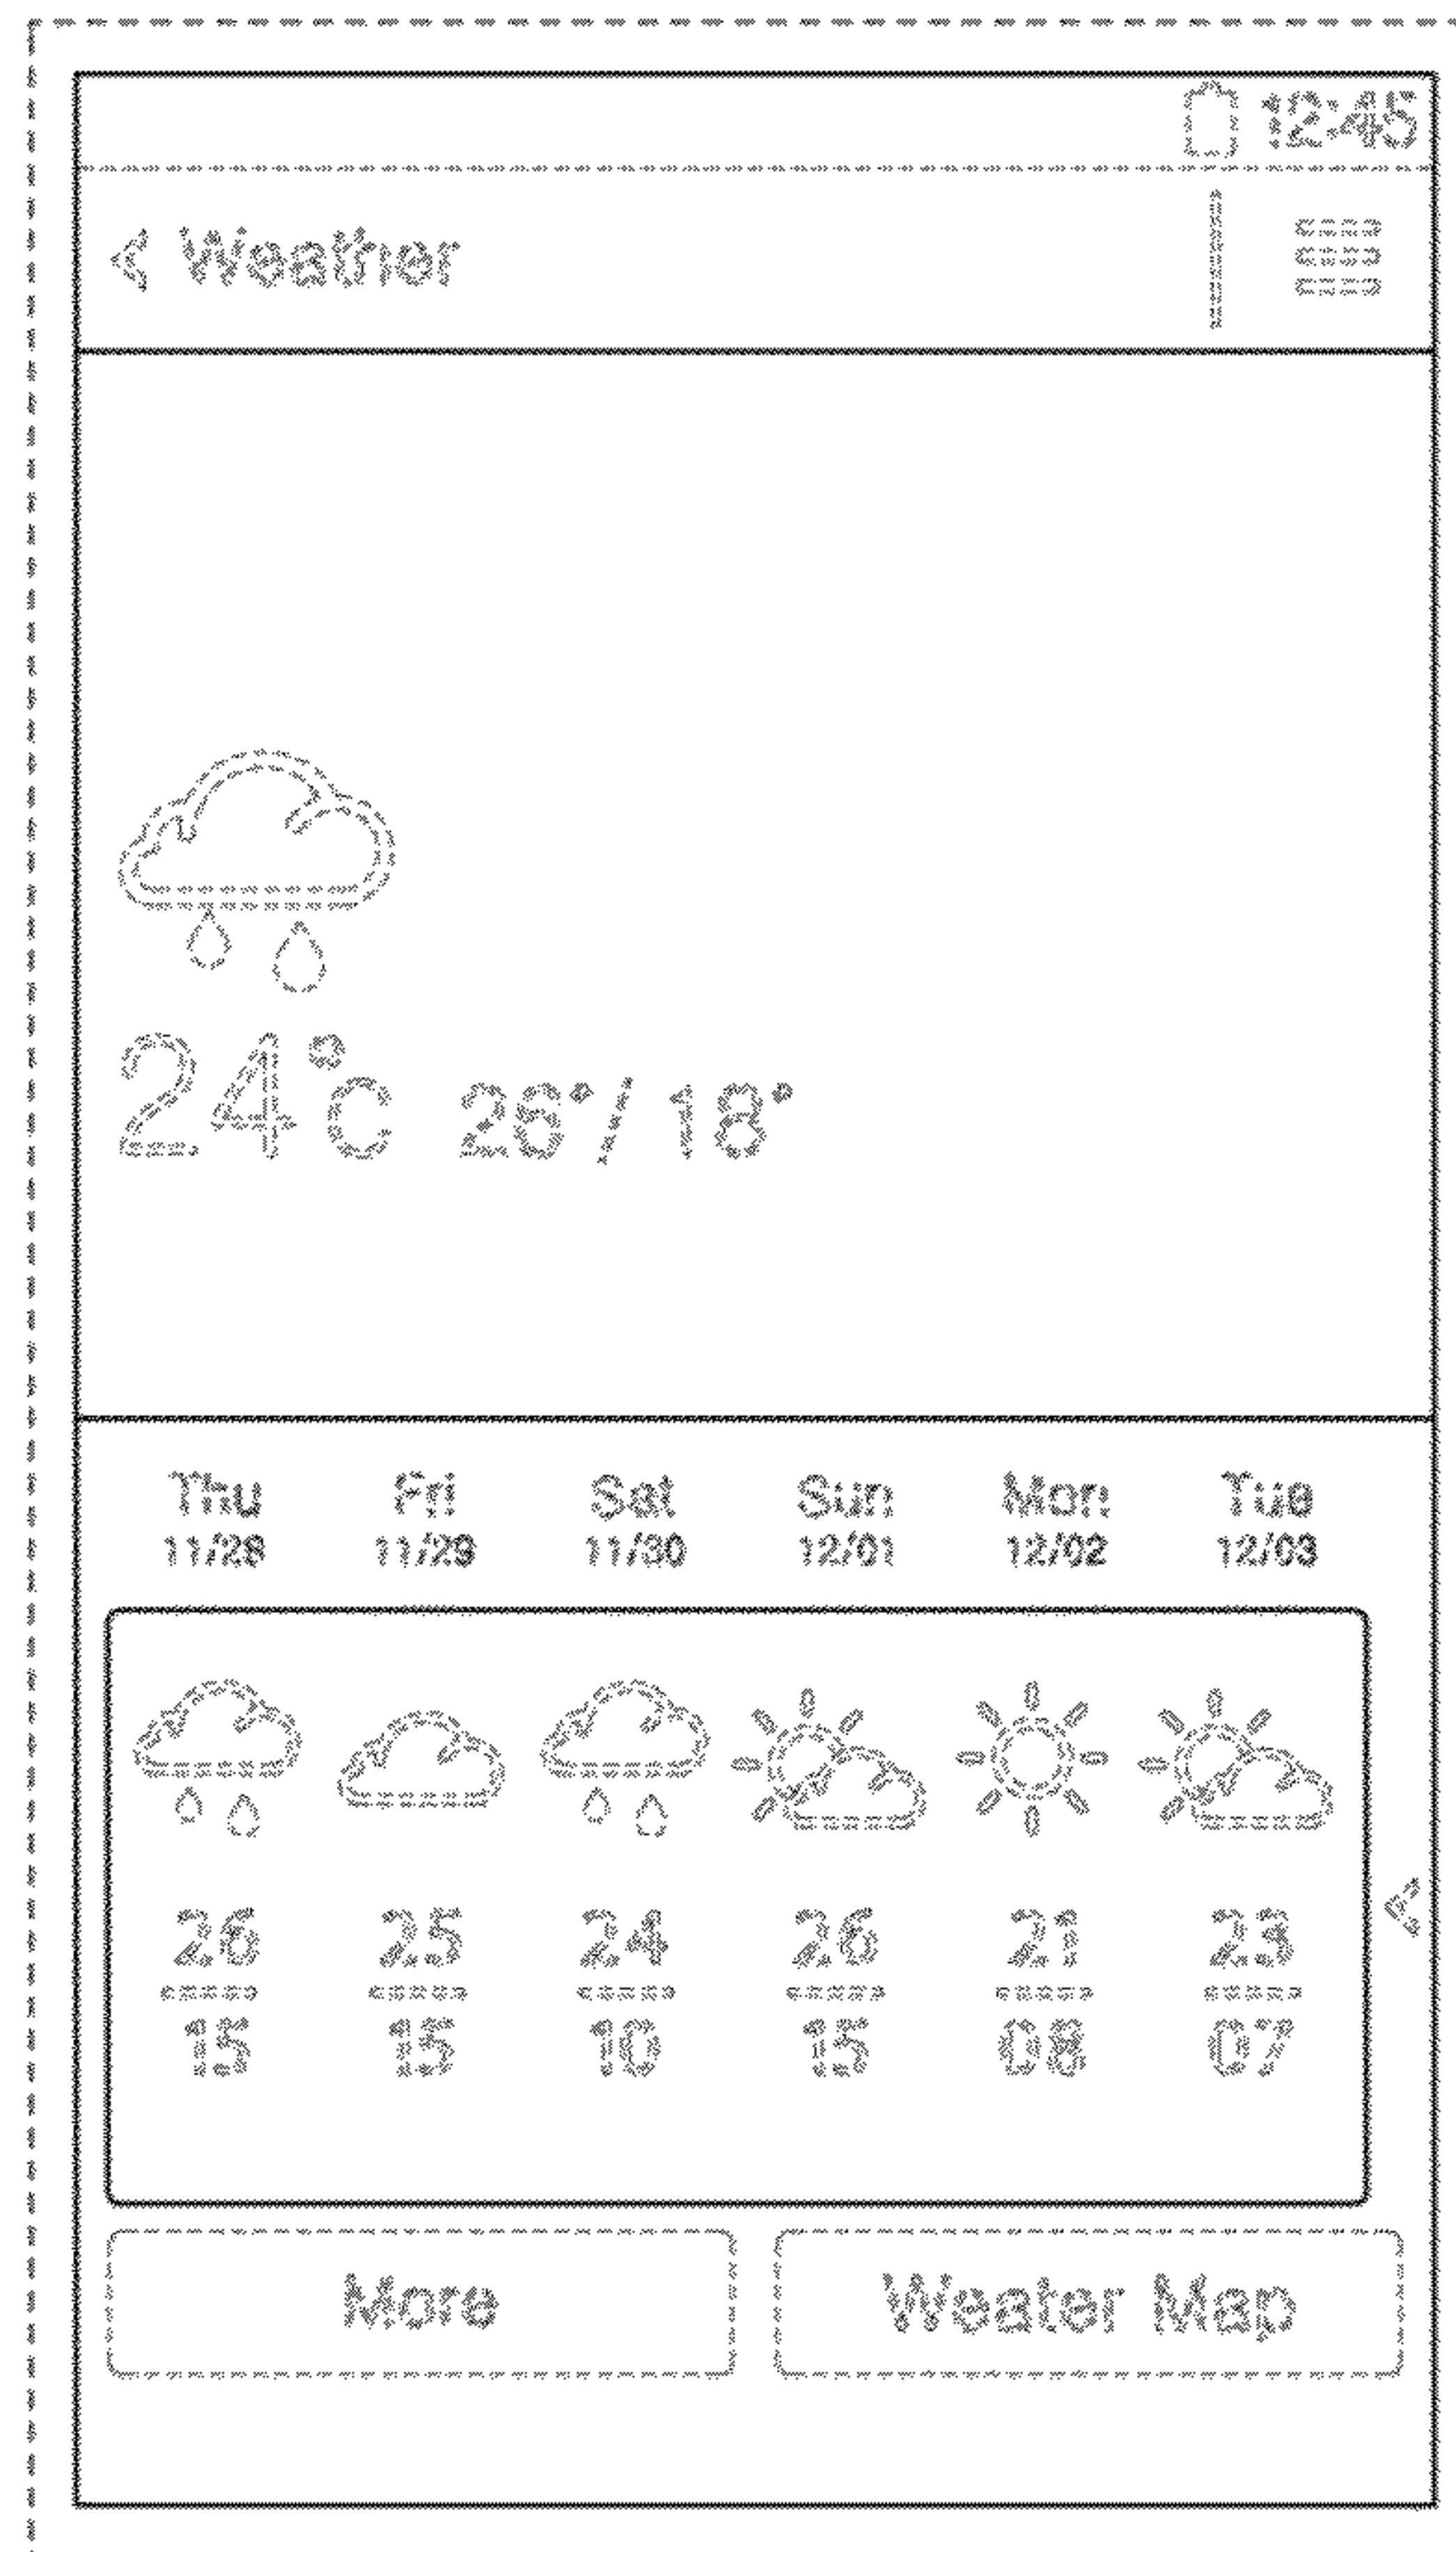 12:45
< Weather
24°C 26°/18°
Thu Fri Sat Sun Mon Tue
11/28 11/29 11/30 12/01 12/02 12/03
26 25 24 26 21 23
15 15 10 15 08 07
More Weater Map